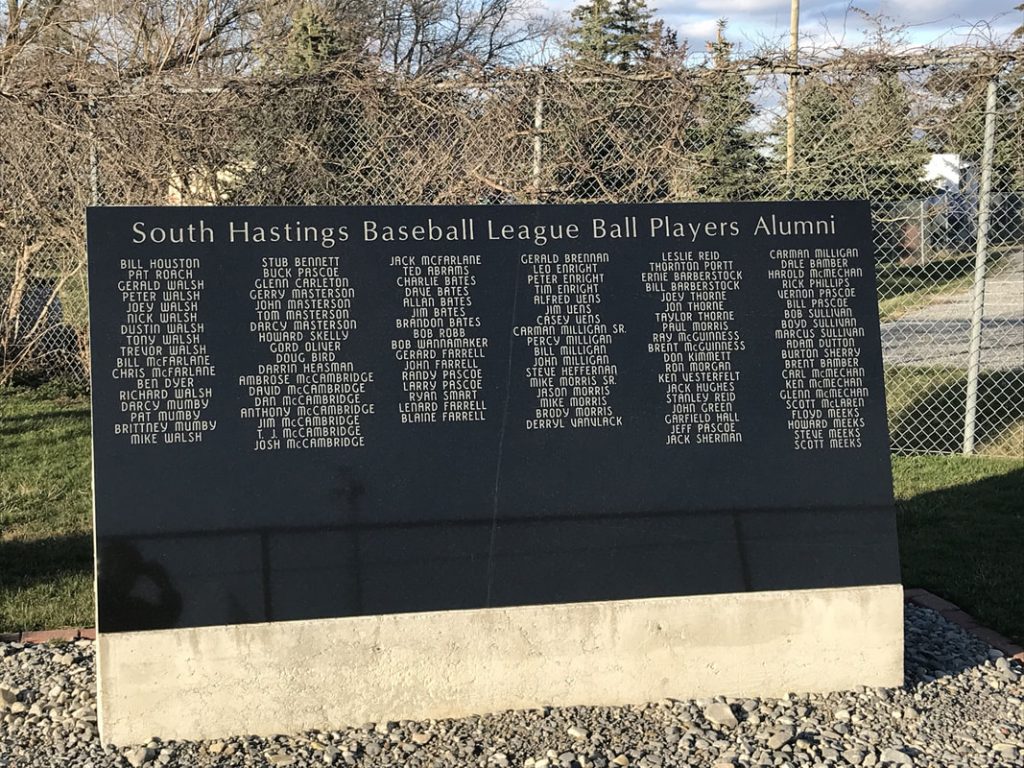 South Hastings Baseball League Ball Players Alumni
BILL HOUSTON
PAT ROACH
GERALD WALSH
PETER WALSH
JOEY WALSH
NICK WALSH
DUSTIN WALSH
TONY WALSH
TREVOR WALSH
BILL McFARLANE
CHRIS McFARLANE
BEN DYER
RICHARD WALSH
DARCY MUMBY
PAT MUMBY
BRITTNEY MUMBY
MIKE WALSH
STUB BENNETT
BUCK PASCOE
GLENN CARLETON
GERRY MASTERSON
JOHN MASTERSON
TOM MASTERSON
DARCY MASTERSON
HOWARD SKELLY
GORD OLIVER
DOUG BIRD
DARRIN HEASMAN
AMBROSE McCAMBRIDGE
DAVID McCAMBRIDGE
DAN McCAMBRIDGE
ANTHONY McCAMBRIDGE
JIM McCAMBRIDGE
T. J. McCAMBRIDGE
JOSH McCAMBRIDGE
JACK McFARLANE
TED ABRAMS
CHARLIE BATES
DAVE BATES
ALLAN BATES
JIM BATES
BRANDON BATES
BOB ROBB
BOB WANNAMAKER
GERARD FARRELL
JOHN FARRELL
RANDY PASCOE
LARRY PASCOE
RYAN SMART
LENARD FARRELL
BLAINE FARRELL
GERALD BRENNAN
LEO ENRIGHT
PETER ENRIGHT
TIM ENRIGHT
ALFRED UENS
JIM UENS
CASEY UENS
CARMAN MILLIGAN SR.
PERCY MILLIGAN
BILL MILLIGAN
JOHN MILLIGAN
STEVE HEFFERNAN
MIKE MORRIS SR.
JASON MORRIS
MIKE MORRIS
BRODY MORRIS
DERRYL VANVLACK
LESLIE REID
THORNTON PORTT
ERNIE BARBERSTOCK
BILL BARBERSTOCK
JOEY THORNE
JON THORNE
TAYLOR THORNE
PAUL MORRIS
RAY McGUINNESS
BRENT McGUINNESS
DON KIMMETT
RON MORGAN
KEN VESTERFELT
JACK HUGHES
STANLEY REID
JOHN GREEN
GARFIELD HALL
JEFF PASCOE
JACK SHERMAN
CARMAN MILLIGAN
DALE BAMBER
HAROLD McMECHAN
RICK PHILLIPS
VERNON PASCOE
BILL PASCOE
BOB SULLIVAN
BOYD SULLIVAN
MARCUS SULLIVAN
ADAM DUTTON
BURTON SHERRY
BRENT BAMBER
CARL McMECHAN
KEN McMECHAN
GLENN McMECHAN
SCOTT McLAREN
FLOYD MEEKS
HOWARD MEEKS
STEVE MEEKS
SCOTT MEEKS